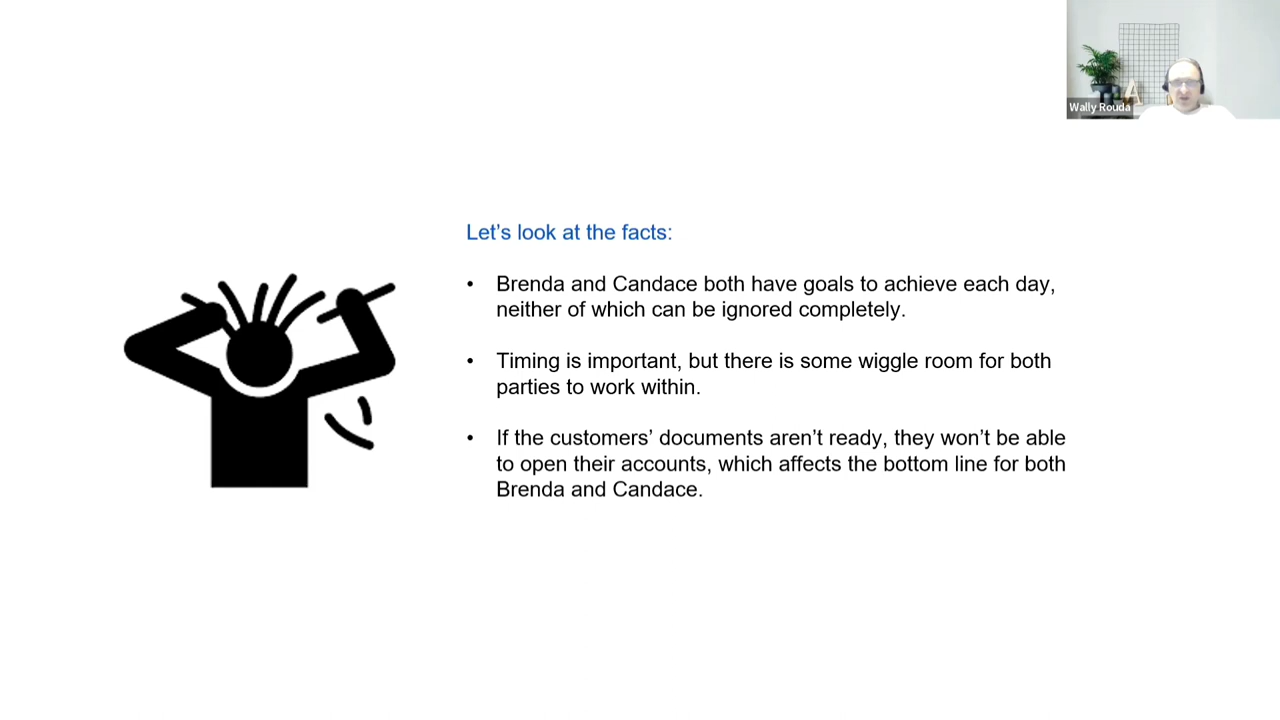 Wally Rouda
Let’s look at the facts:
• Brenda and Candace both have goals to achieve each day,
neither of which can be ignored completely.
• Timing is important, but there is some wiggle room for both
parties to work within.
• If the customers’ documents aren’t ready, they won’t be able
to open their accounts, which affects the bottom line for both
Brenda and Candace.